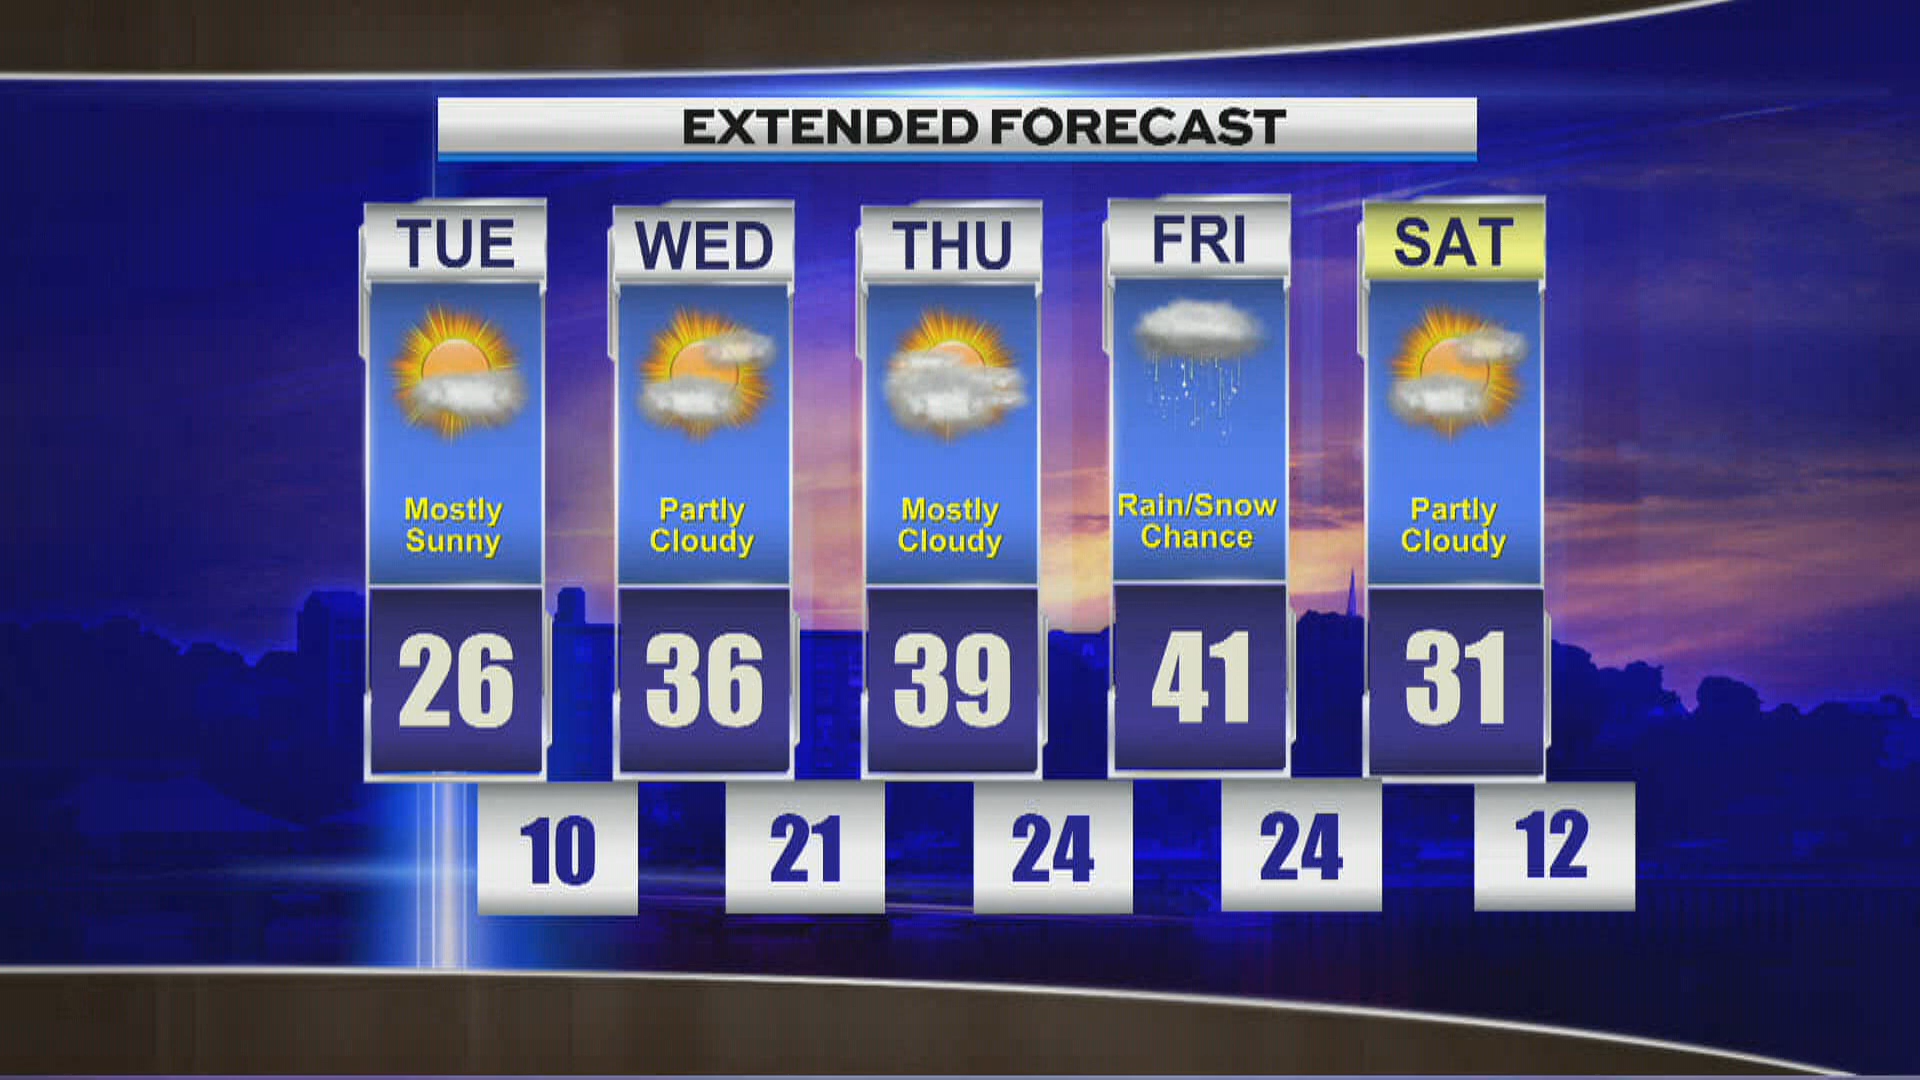 EXTENDED FORECAST
TUE
Mostly
Sunny
26
10
WED
Partly
Cloudy
36
21
THU
Mostly
Cloudy
39
24
FRI
Rain/Snow
Chance
41
24
SAT
Partly
Cloudy
31
12